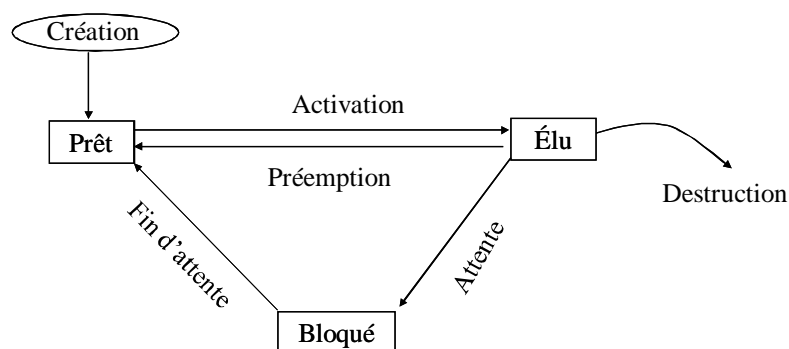 Création
Activation
Prêt
Élu
Préemption
Destruction
Fin d'attente
Attente
Bloqué